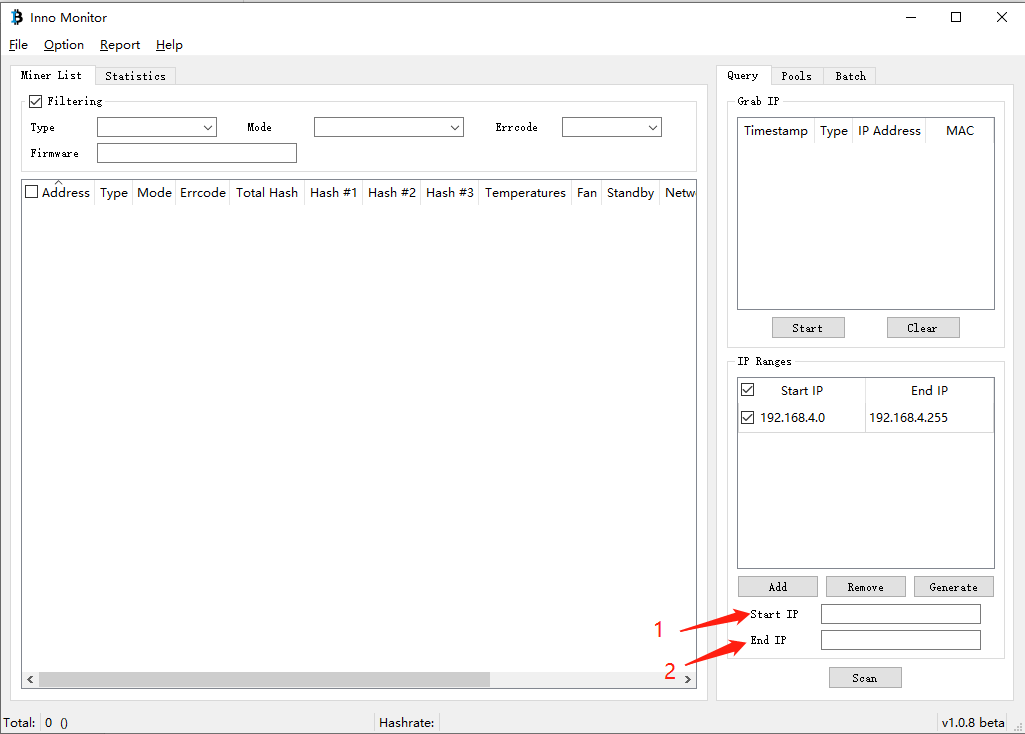 Inno Monitor
File Option Report Help
Miner List Statistics
Filtering
Type Mode Errcode
Firmware
Address Type Mode Errcode Total Hash Hash #1 Hash #2 Hash #3 Temperatures Fan Standby Netw
Total: 0 () Hashrate:
Query Pools Batch
Grab IP
Timestamp Type IP Address MAC
Start Clear
IP Ranges
Start IP End IP
192.168.4.0 192.168.4.255
Add Remove Generate
1 Start IP
2 End IP
Scan
v1.0.8 beta